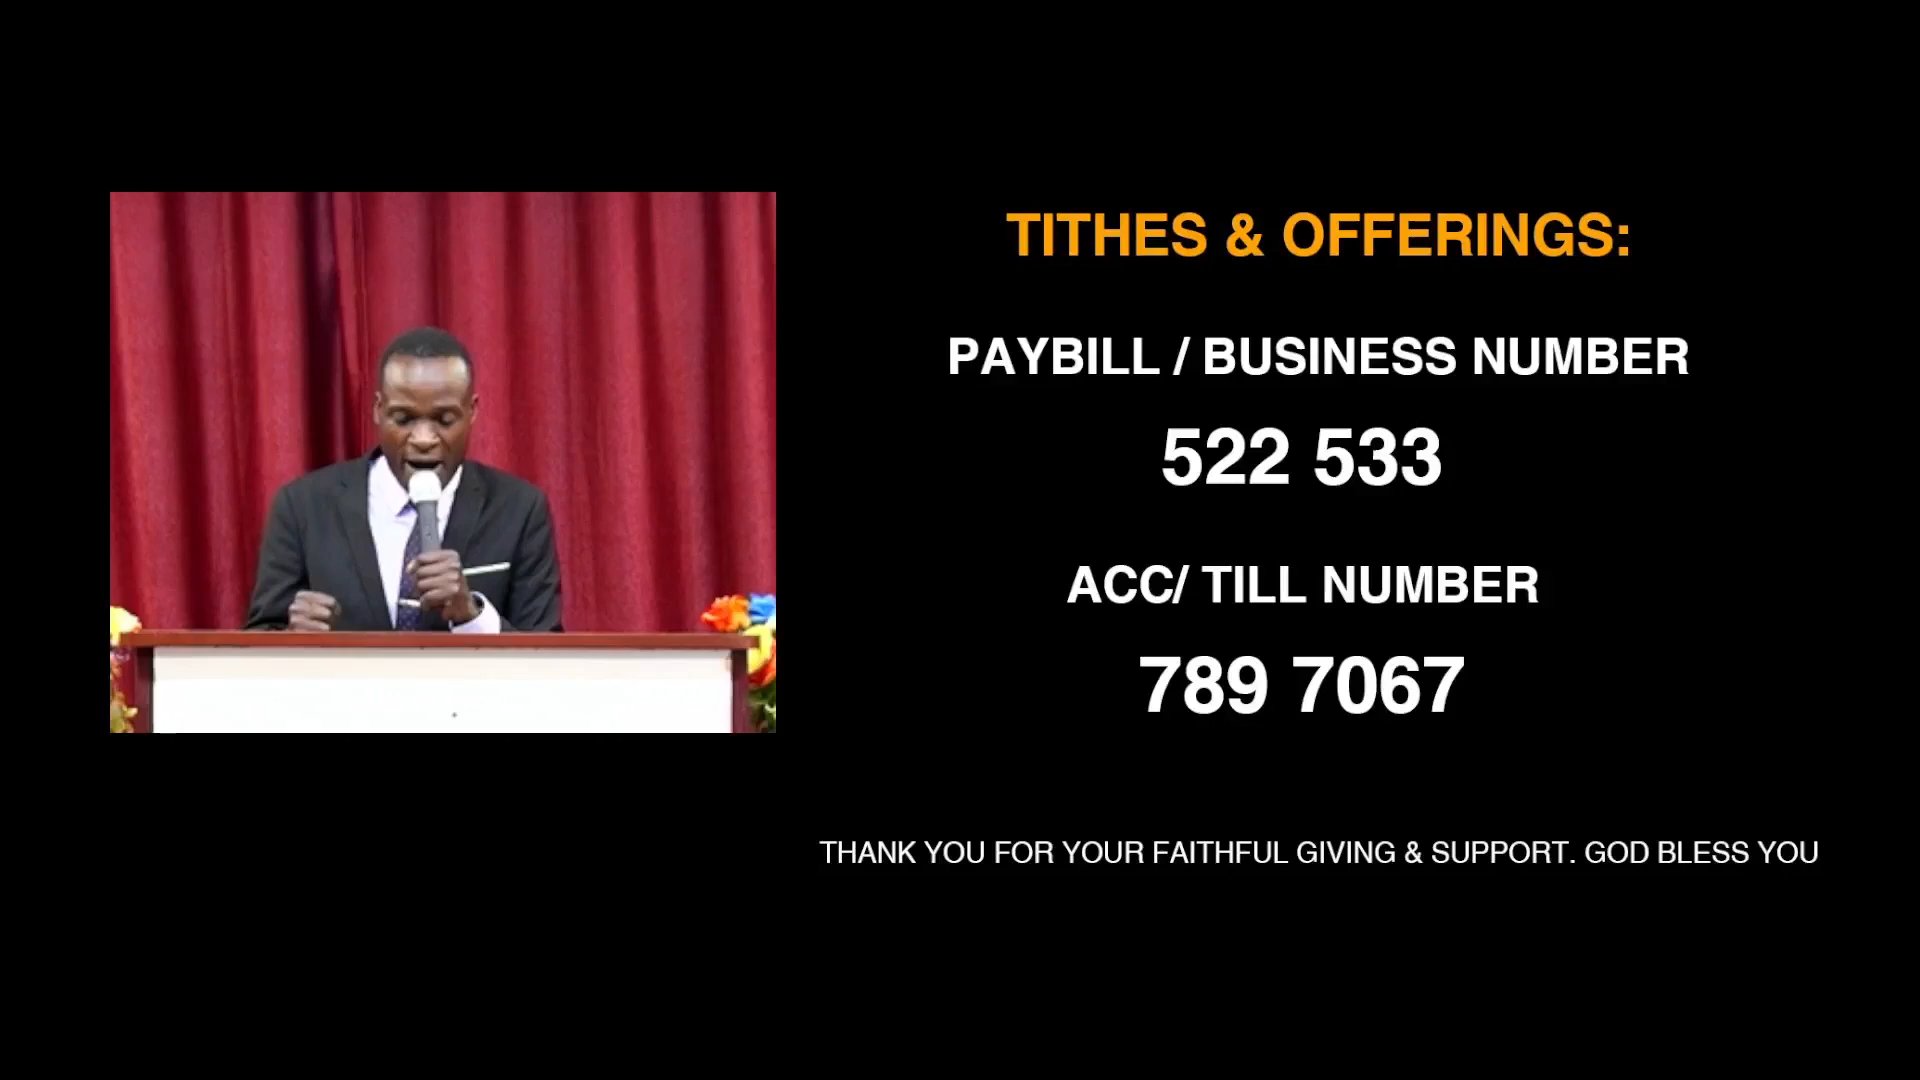 TITHES & OFFERINGS:
PAYBILL / BUSINESS NUMBER
522 533
ACC/ TILL NUMBER
789 7067
THANK YOU FOR YOUR FAITHFUL GIVING & SUPPORT. GOD BLESS YOU